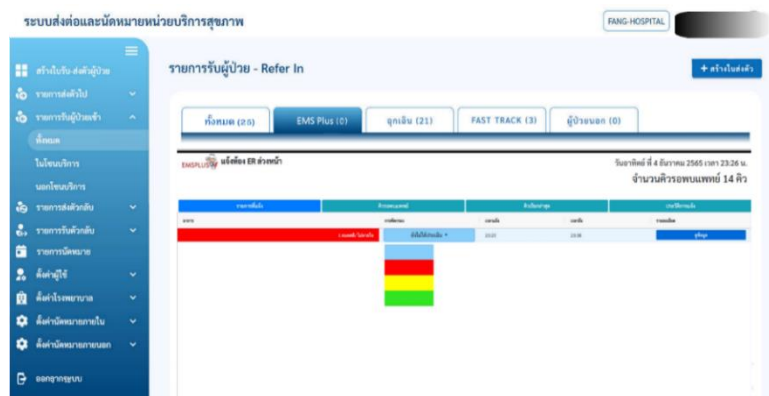 ระบบส่งต่อและนัดหมายหน่วยบริการสุขภาพ
FANG-HOSPITAL
สร้างใบรับ-ส่งตัวผู้ป่วย
รายการส่งตัวไป
รายการรับผู้ป่วยเข้า
ทั้งหมด
ในโซนบริการ
นอกโซนบริการ
รายการส่งตัวกลับ
รายการรับตัวกลับ
รายการนัดหมาย
ตั้งค่าผู้ใช้
ตั้งค่าโรงพยาบาล
ตั้งค่านัดหมายภายใน
ตั้งค่านัดหมายภายนอก
ออกจากระบบ
รายการรับผู้ป่วย - Refer In
+ สร้างใบส่งตัว
ทั้งหมด (25)
EMS Plus (0)
ฉุกเฉิน (21)
FAST TRACK (3)
ผู้ป่วยนอก (0)
EMSPLUS แจ้งห้อง ER ล่วงหน้า
วันอาทิตย์ ที่ 4 ธันวาคม 2565 เวลา 23:26 น.
จำนวนคิวรอพบแพทย์ 14 คิว
อาการ
ดูข้อมูล